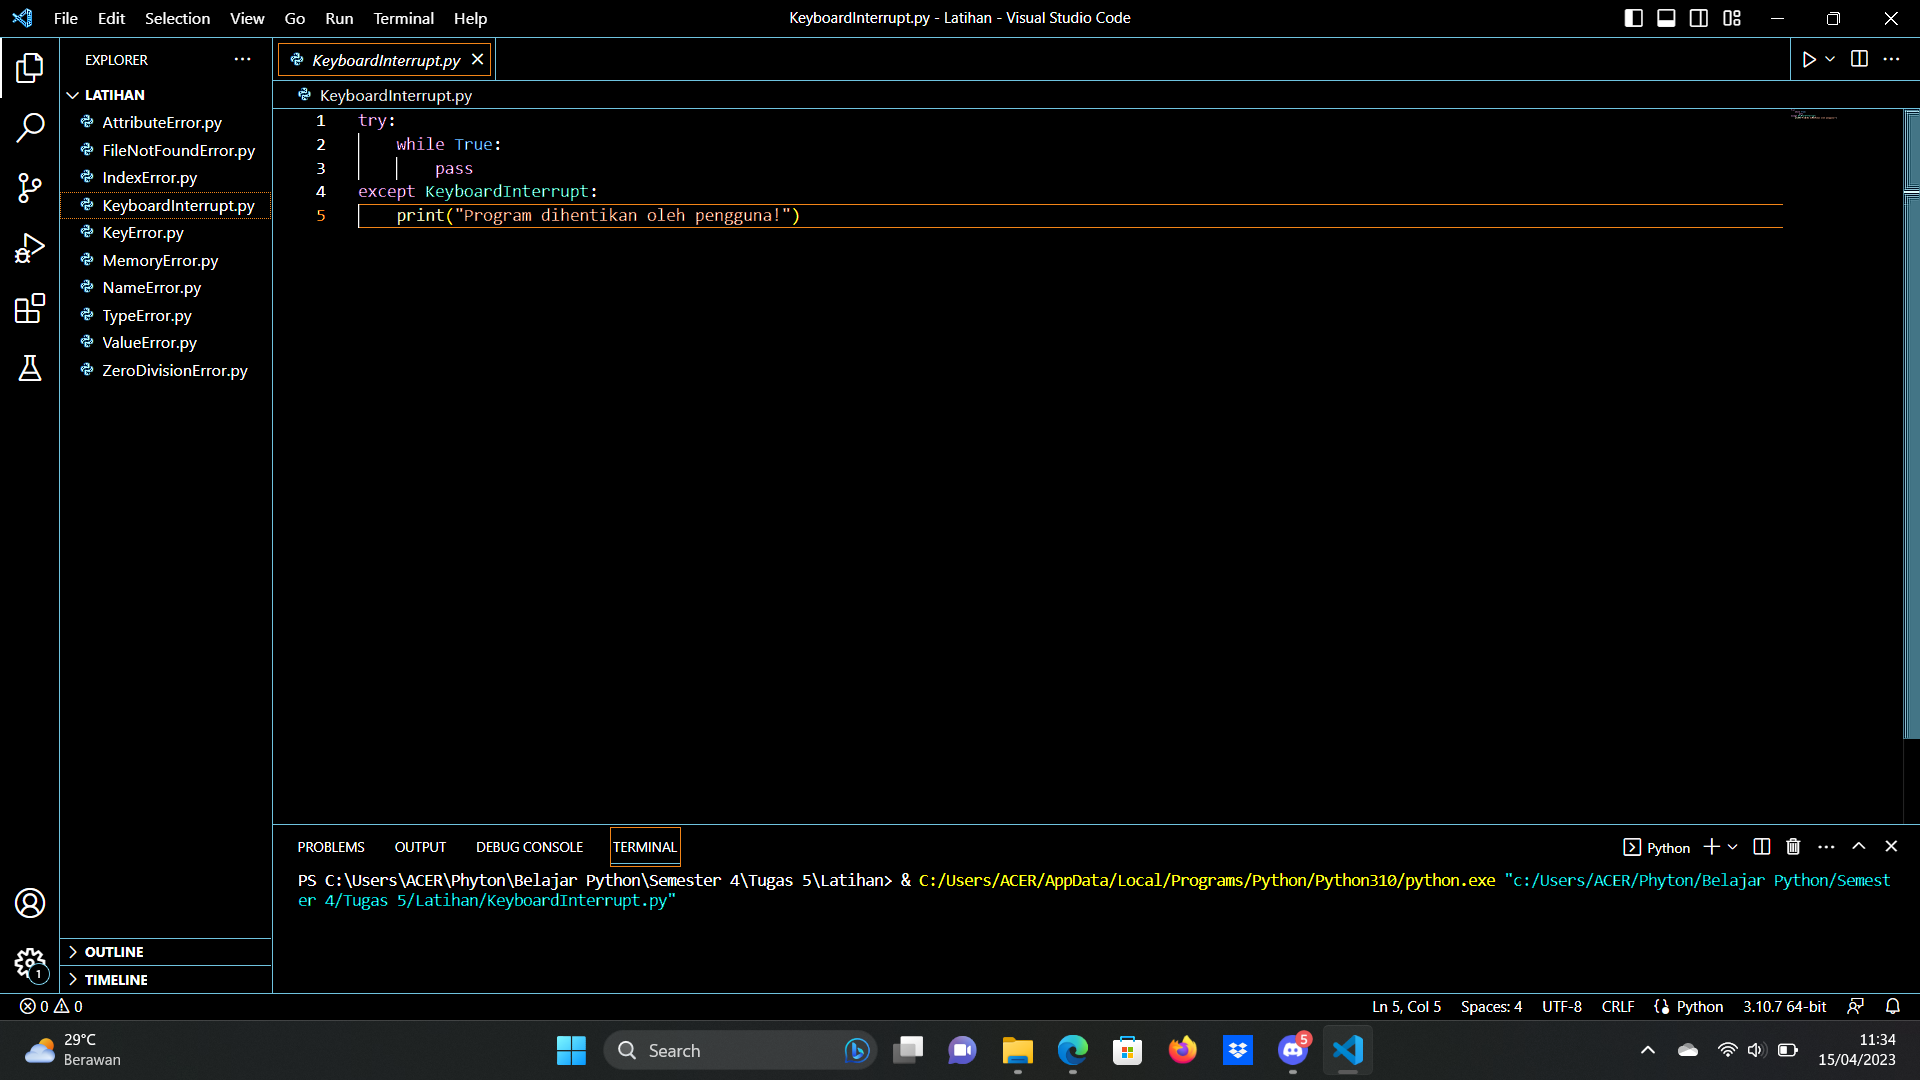 File Edit Selection View Go Run Terminal Help
KeyboardInterrupt.py - Latihan - Visual Studio Code
EXPLORER
LATIHAN
AttributeError.py
FileNotFoundError.py
IndexError.py
KeyboardInterrupt.py
KeyError.py
MemoryError.py
NameError.py
TypeError.py
ValueError.py
ZeroDivisionError.py
OUTLINE
TIMELINE
KeyboardInterrupt.py
KeyboardInterrupt.py
1 try:
2 while True:
3 pass
4 except KeyboardInterrupt:
5 print("Program dihentikan oleh pengguna!")
PROBLEMS OUTPUT DEBUG CONSOLE TERMINAL
Python
PS C:\Users\ACER\Phyton\Belajar Python\Semester 4\Tugas 5\Latihan> & C:/Users/ACER/AppData/Local/Programs/Python/Python310/python.exe "c:/Users/ACER/Phyton/Belajar Python/Semest
er 4/Tugas 5/Latihan/KeyboardInterrupt.py"
1
0 0
Ln 5, Col 5 Spaces: 4 UTF-8 CRLF Python 3.10.7 64-bit
29°C
Berawan
Search
5
11:34
15/04/2023